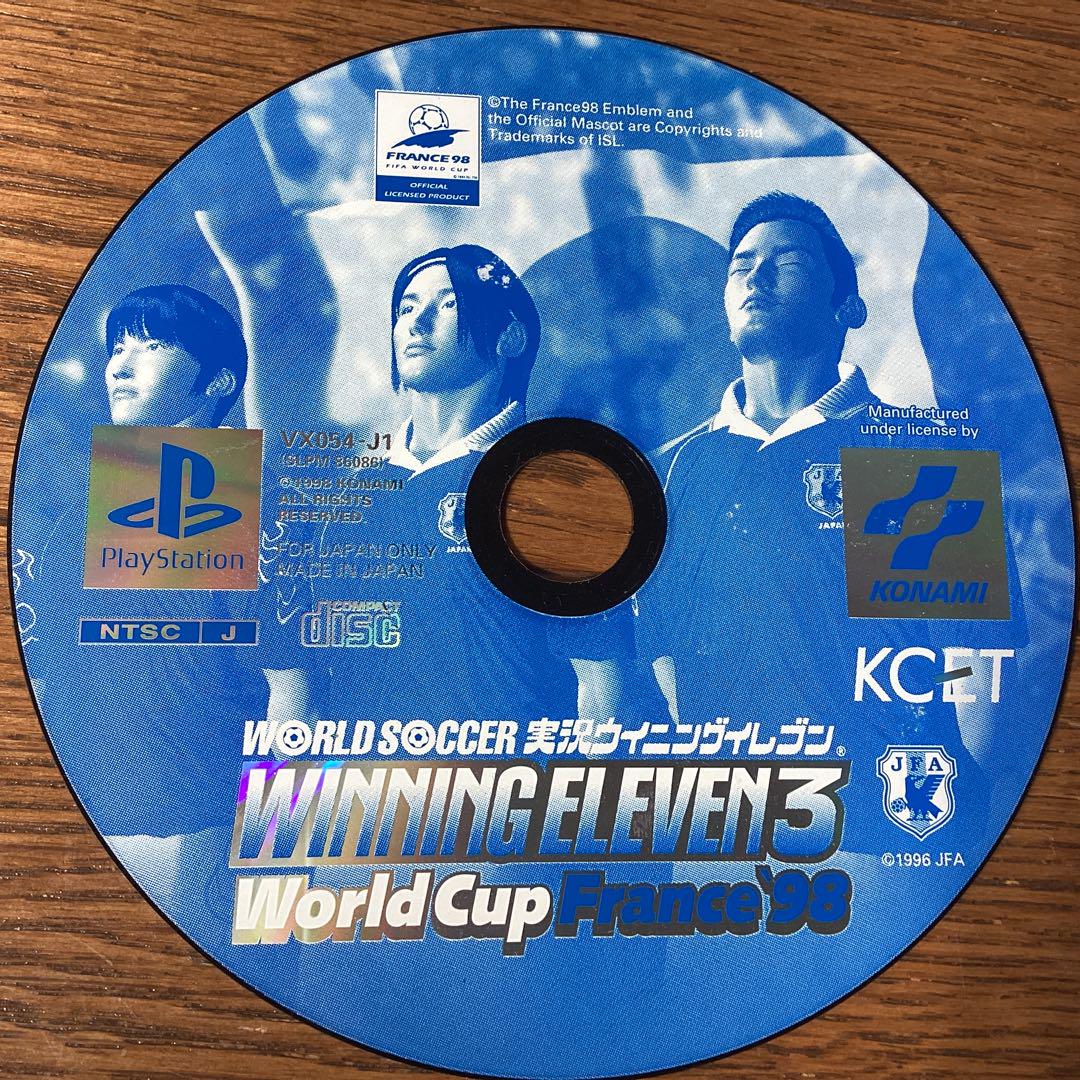 ©The France98 Emblem and
the Official Mascot are Copyrights and
Trademarks of ISL.
FRANCE 98
FIFA WORLD CUP
OFFICIAL
LICENSED PRODUCT
VX054-J1
(SLPM 86086)
©1998 KONAMI
ALL RIGHTS
RESERVED.
FOR JAPAN ONLY
MADE IN JAPAN
PlayStation
NTSC J
COMPACT
disc
Manufactured
under license by
KONAMI
KCET
JAPAN
WORLD SOCCER 実況ウイニングイレブン®
WINNING ELEVEN 3
World Cup France '98
JFA
©1996 JFA